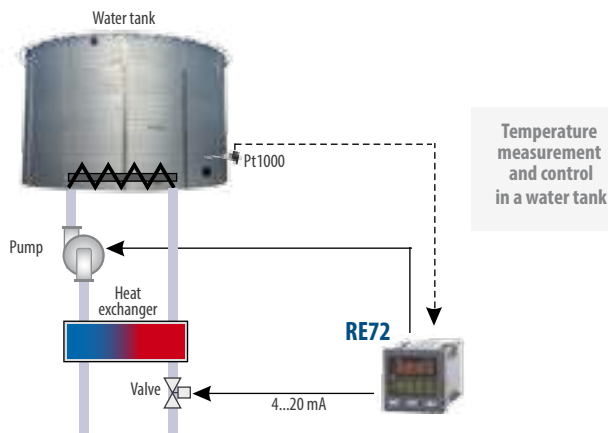 Water tank
Pt1000
Temperature
measurement
and control
in a water tank
Pump
Heat
exchanger
RE72
Valve
4...20 mA